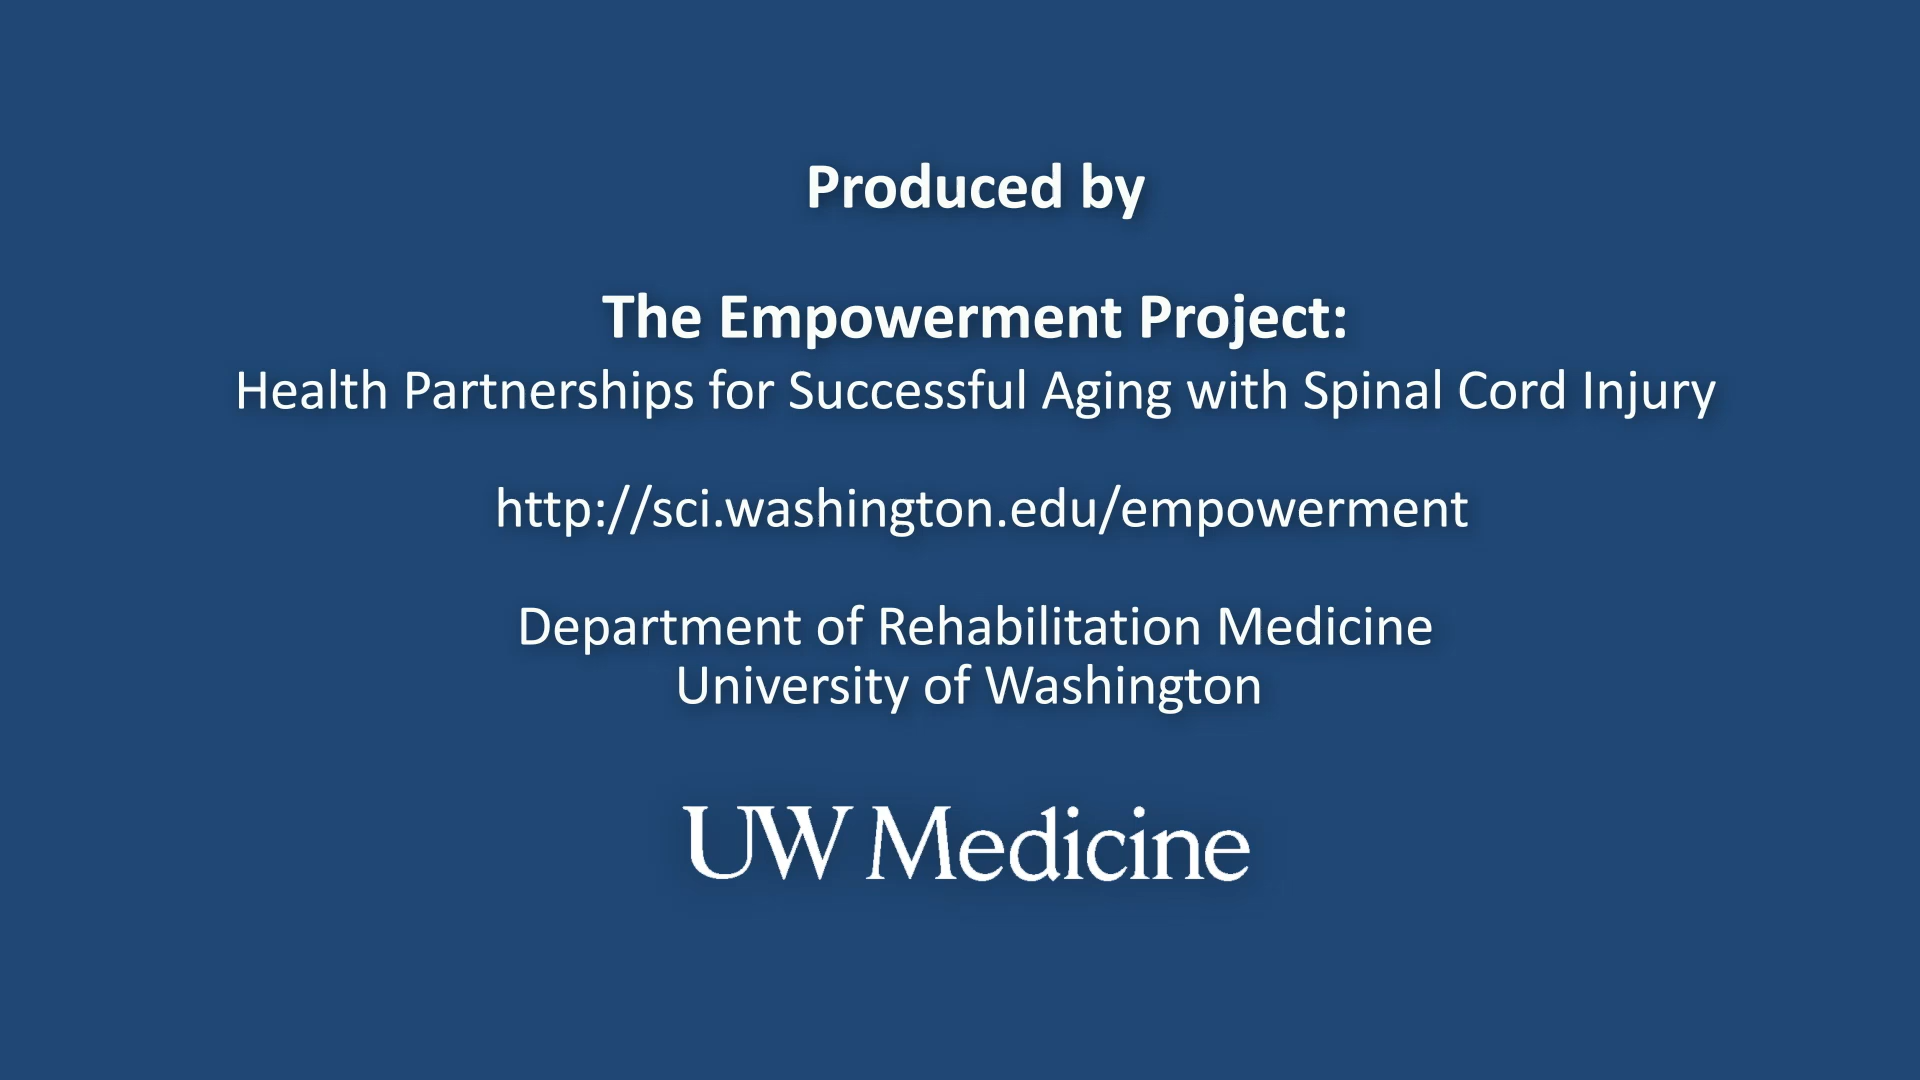 Produced by
The Empowerment Project:
Health Partnerships for Successful Aging with Spinal Cord Injury
http://sci.washington.edu/empowerment
Department of Rehabilitation Medicine
University of Washington
UW Medicine